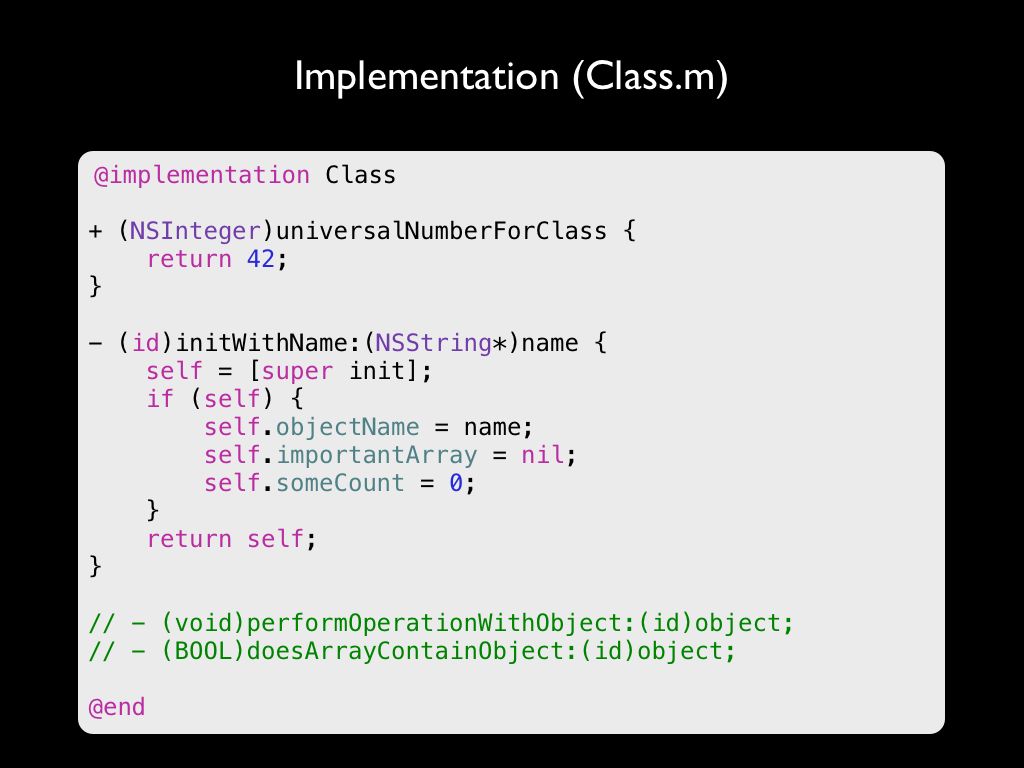 Implementation (Class.m)
@implementation Class
+ (NSInteger)universalNumberForClass {
    return 42;
}
- (id)initWithName:(NSString*)name {
    self = [super init];
    if (self) {
        self.objectName = name;
        self.importantArray = nil;
        self.someCount = 0;
    }
    return self;
}
// - (void)performOperationWithObject:(id)object;
// - (BOOL)doesArrayContainObject:(id)object;
@end